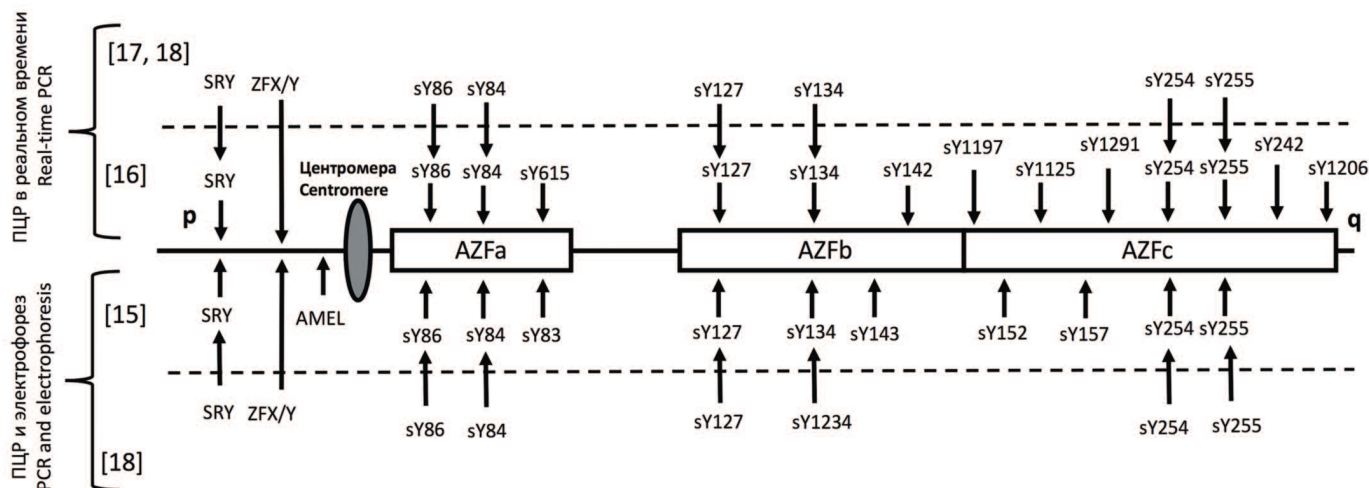 ПЦР в реальном времени
Real-time PCR
[17, 18]
SRY ZFX/Y sY86 sY84 sY127 sY134 sY254 sY255
[16]
SRY Центромера
Centromere sY86 sY84 sY615 sY127 sY134 sY142 sY1197 sY1125 sY1291 sY254 sY255 sY242 sY1206
p q
AZFa AZFb AZFc
ПЦР и электрофорез
PCR and electrophoresis
[15]
SRY AMEL sY86 sY84 sY83 sY127 sY134 sY143 sY152 sY157 sY254 sY255
SRY ZFX/Y sY86 sY84 sY127 sY1234 sY254 sY255
[18]